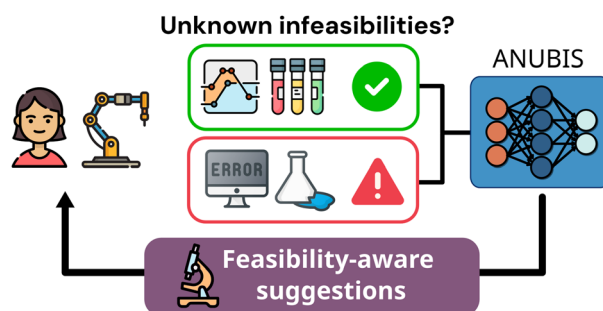 Unknown infeasibilities?
ANUBIS
ERROR
Feasibility-aware
suggestions